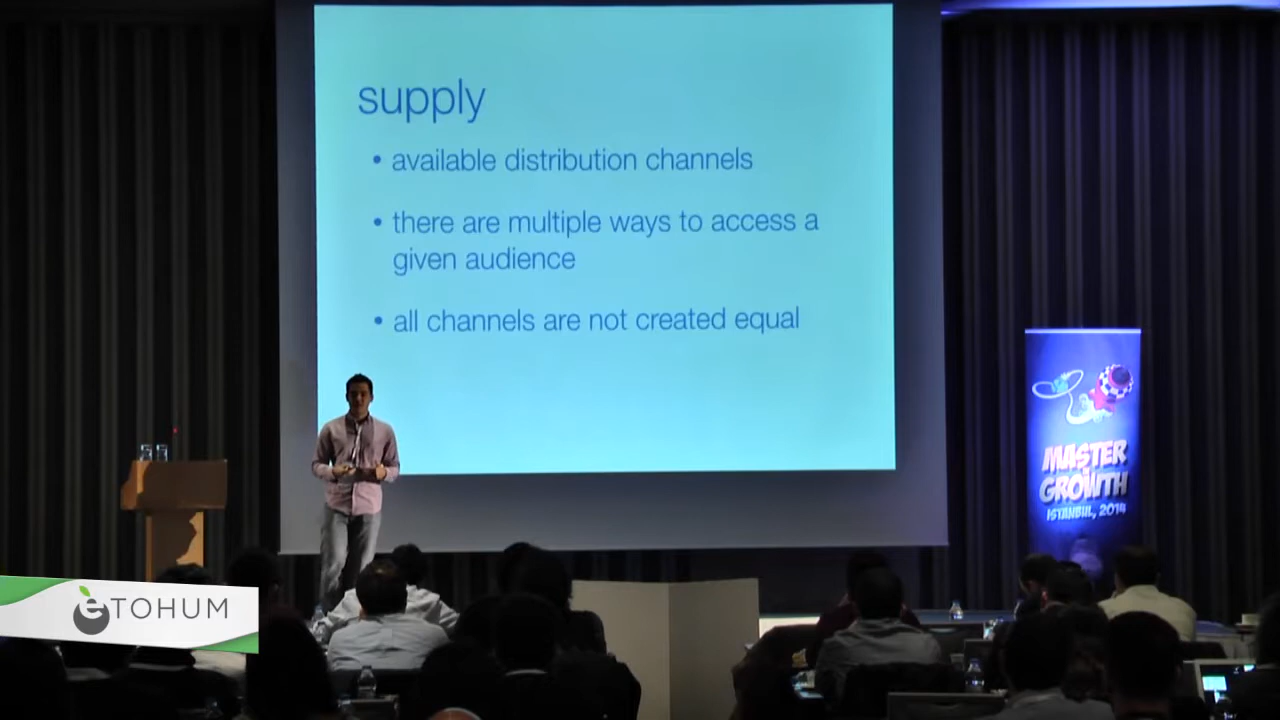 supply
• available distribution channels
• there are multiple ways to access a
given audience
• all channels are not created equal
MASTER
GROWTH
ISTANBUL, 2014
eTOHUM